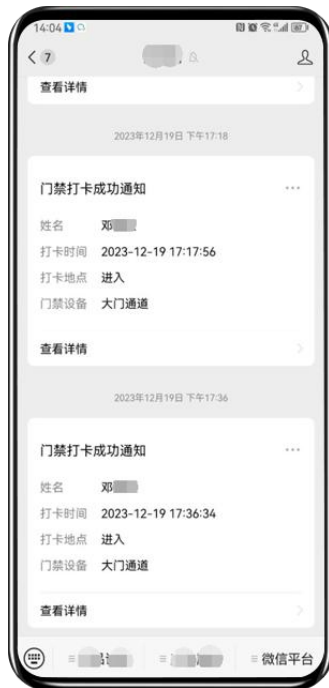 14:04
7
查看详情
2023年12月19日 下午17:18
门禁打卡成功通知
姓名 邓
打卡时间 2023-12-19 17:17:56
打卡地点 进入
门禁设备 大门通道
查看详情
2023年12月19日 下午17:36
门禁打卡成功通知
姓名 邓
打卡时间 2023-12-19 17:36:34
打卡地点 进入
门禁设备 大门通道
查看详情
微信平台